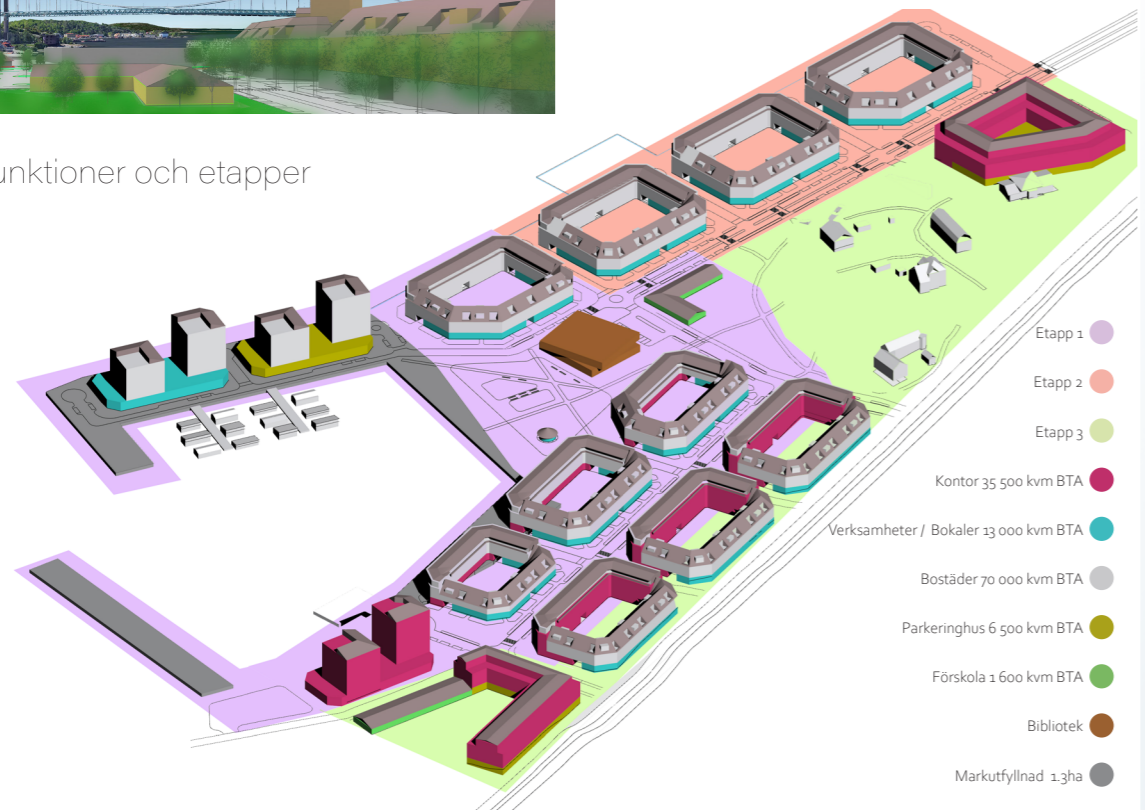 unktioner och etapper
Etapp 1
Etapp 2
Etapp 3
Kontor 35 500 kvm BTA
Verksamheter / Bokaler 13 000 kvm BTA
Bostäder 70 000 kvm BTA
Parkeringhus 6 500 kvm BTA
Förskola 1 600 kvm BTA
Bibliotek
Markutfyllnad 1.3ha